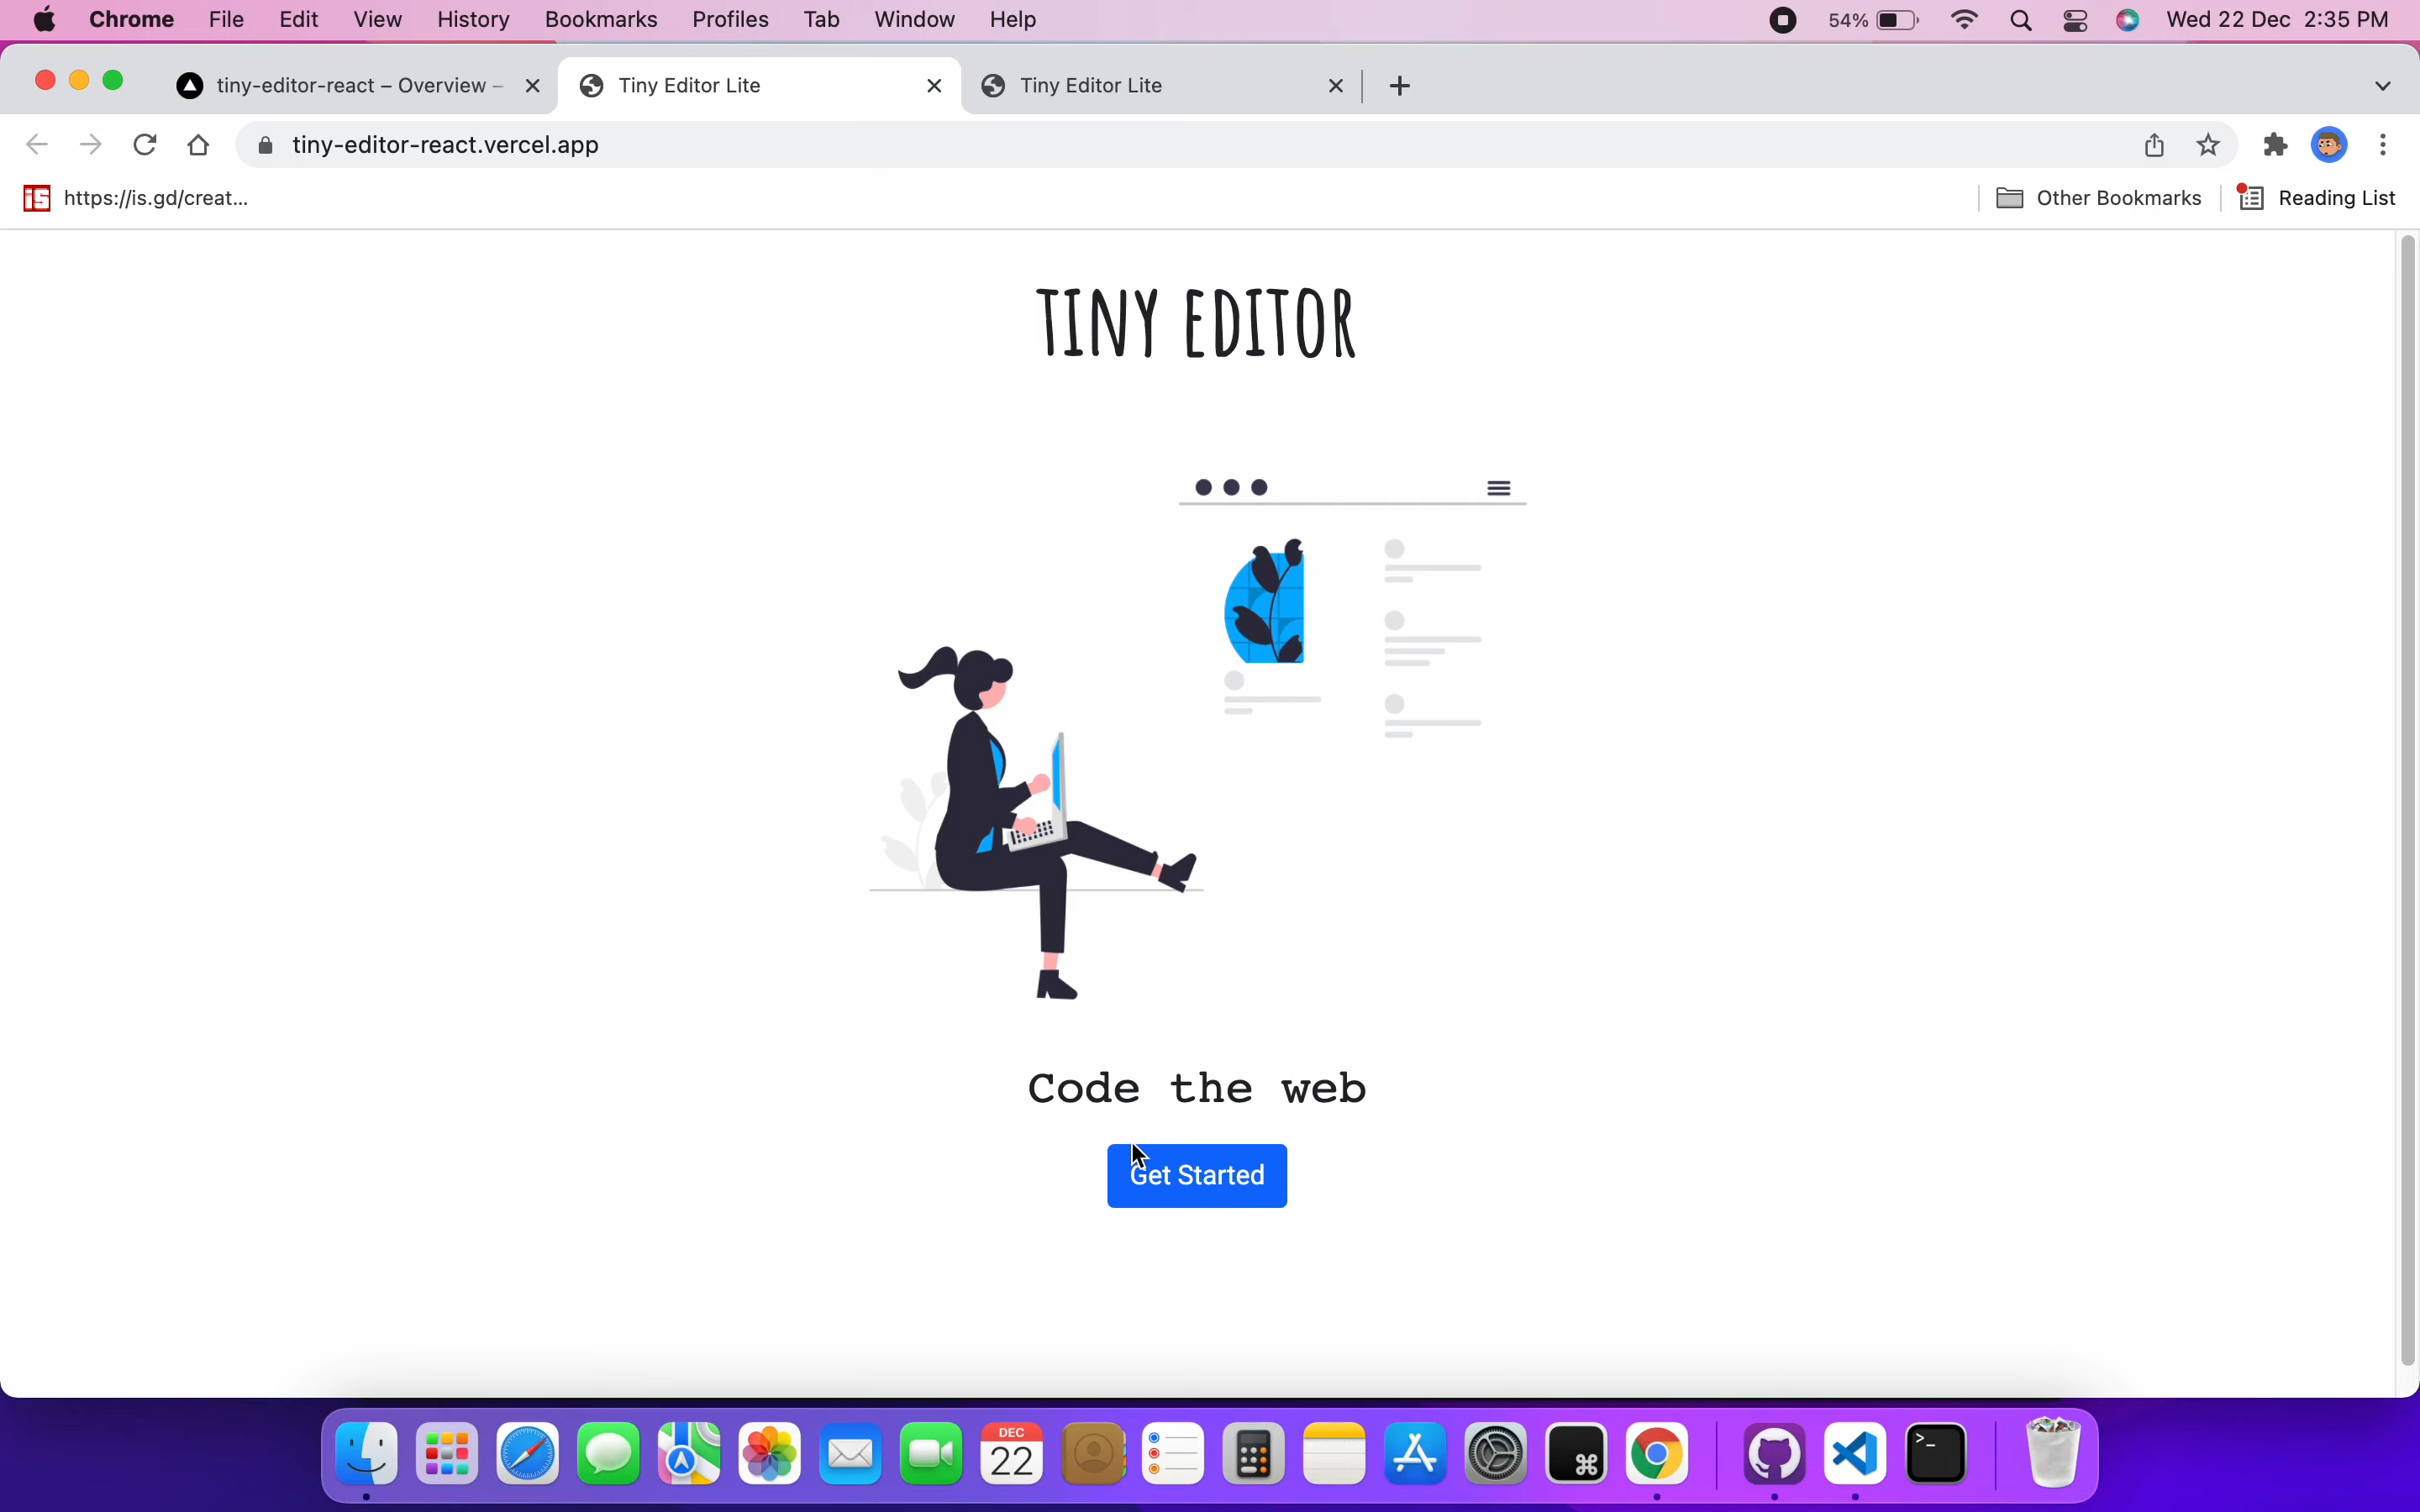 Chrome File Edit View History Bookmarks Profiles Tab Window Help 54% Wed 22 Dec 2:35 PM
tiny-editor-react – Overview – Tiny Editor Lite Tiny Editor Lite
tiny-editor-react.vercel.app
is https://is.gd/creat... Other Bookmarks Reading List
TINY EDITOR
Code the web
Get Started
DEC
22
>_